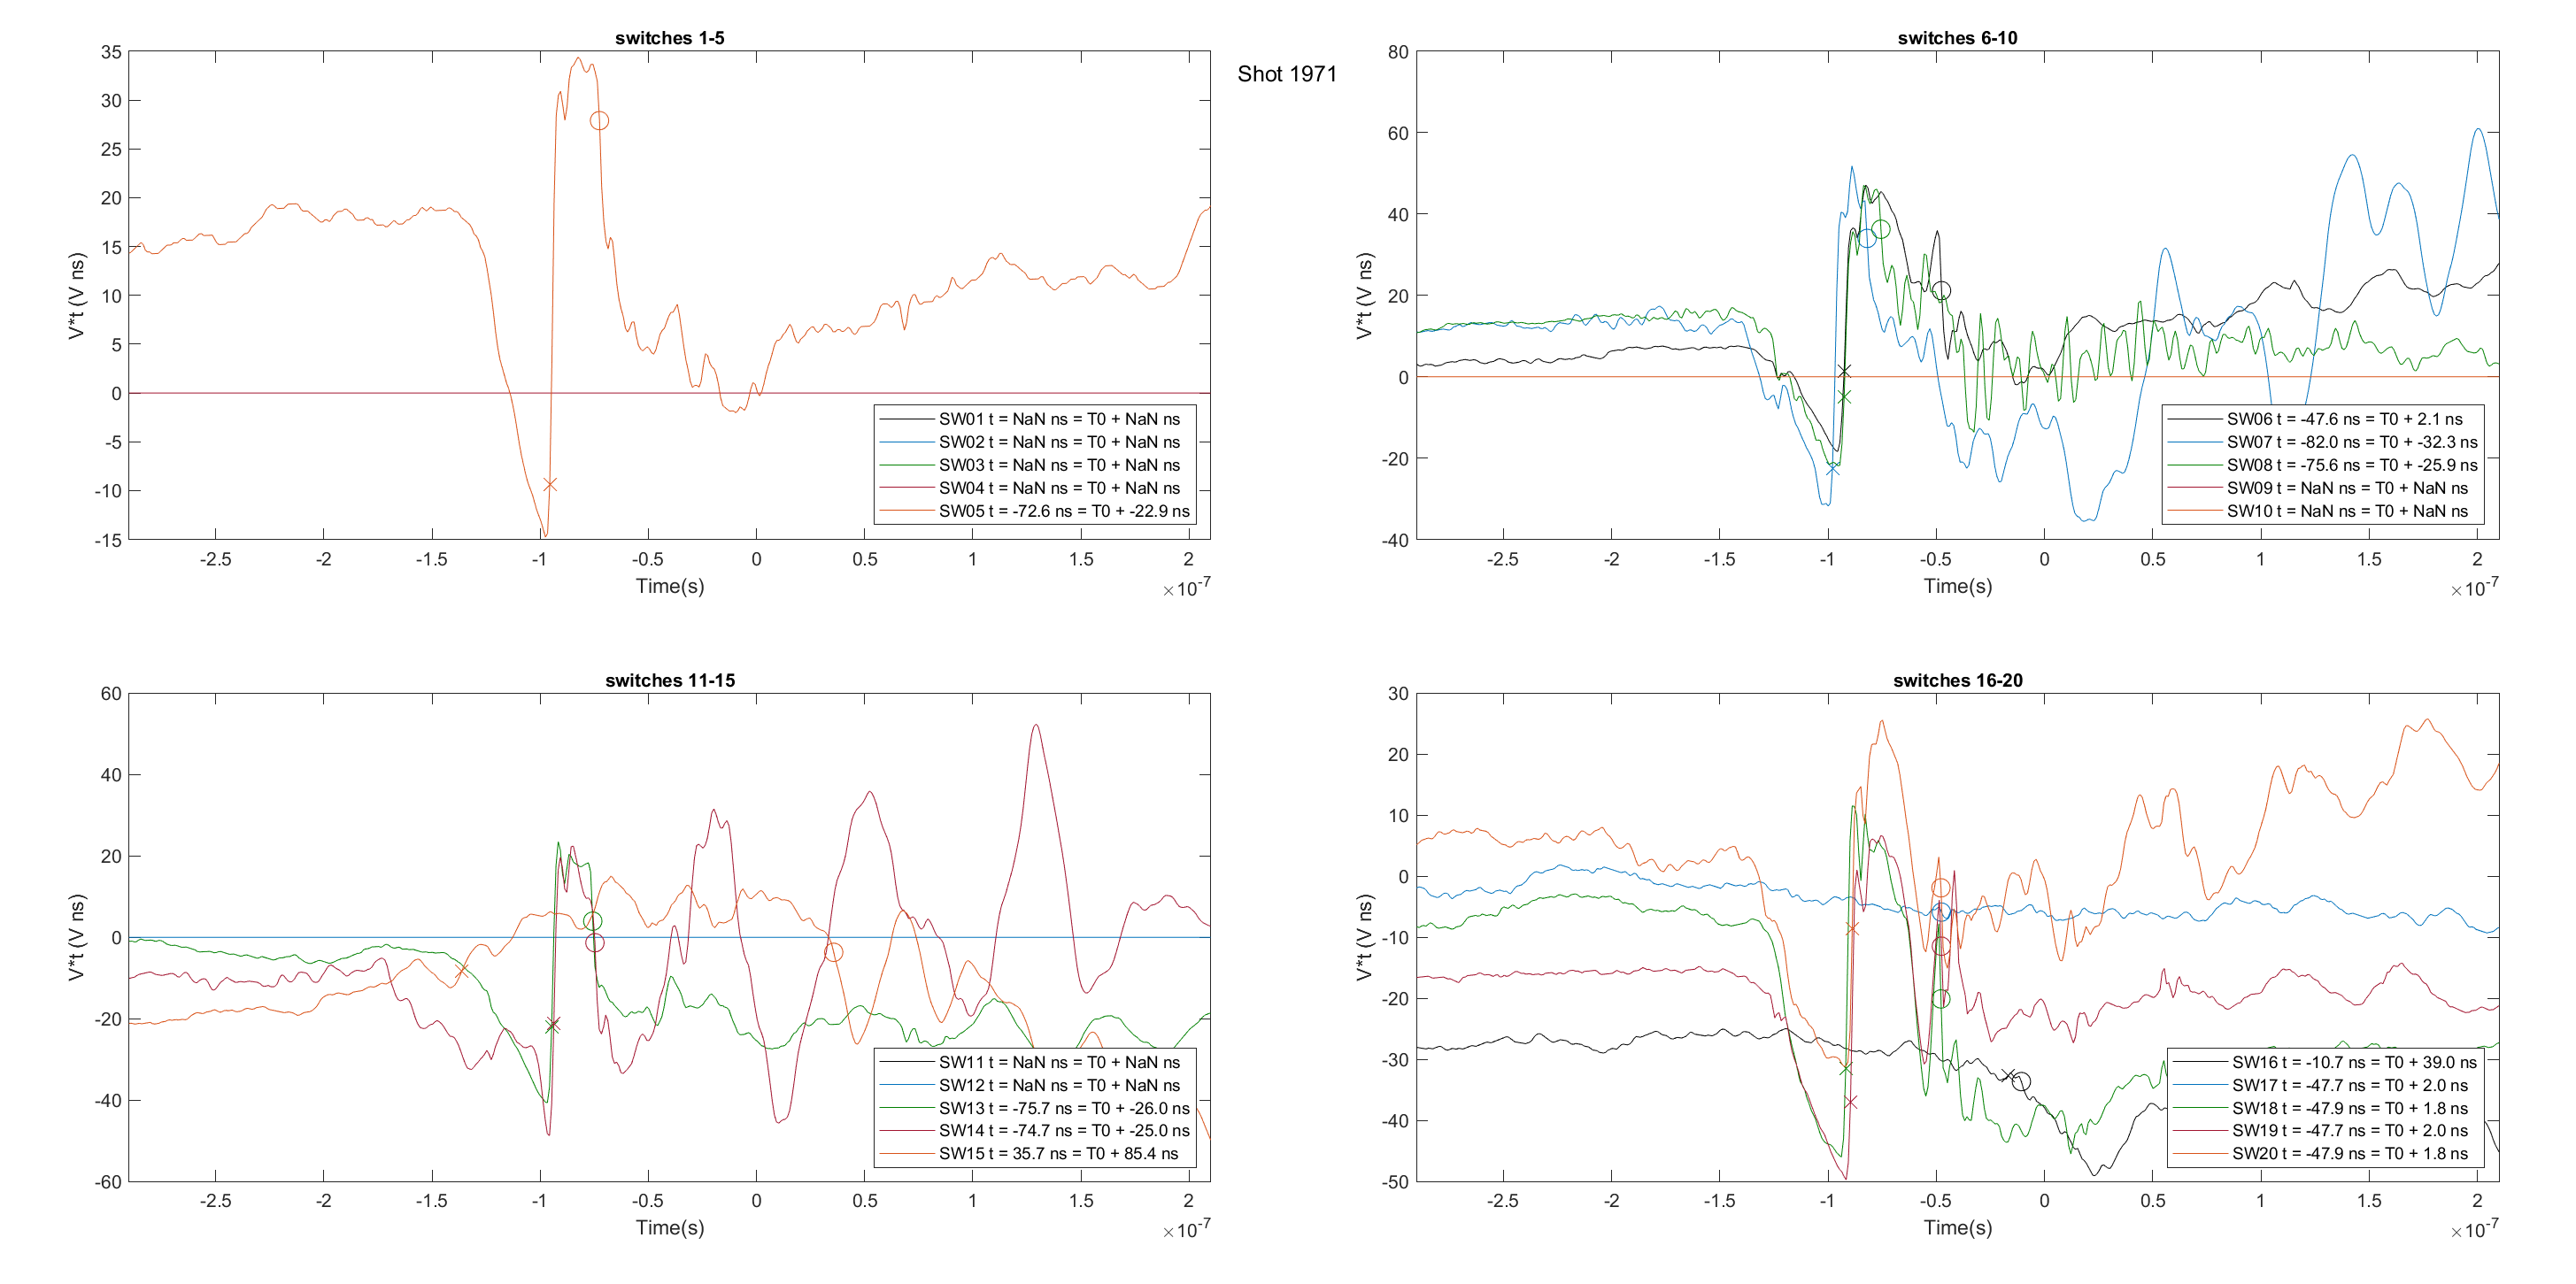 switches 1-5
35
30
25
20
15
10
5
0
-5
-10
-15
V*t (V ns)
-2.5 -2 -1.5 -1 -0.5 0 0.5 1 1.5 2
Time(s)
×10-7
SW01 t = NaN ns = T0 + NaN ns
SW02 t = NaN ns = T0 + NaN ns
SW03 t = NaN ns = T0 + NaN ns
SW04 t = NaN ns = T0 + NaN ns
SW05 t = -72.6 ns = T0 + -22.9 ns
Shot 1971
switches 6-10
80
60
40
20
0
-20
-40
V*t (V ns)
-2.5 -2 -1.5 -1 -0.5 0 0.5 1 1.5 2
Time(s)
×10-7
SW06 t = -47.6 ns = T0 + 2.1 ns
SW07 t = -82.0 ns = T0 + -32.3 ns
SW08 t = -75.6 ns = T0 + -25.9 ns
SW09 t = NaN ns = T0 + NaN ns
SW10 t = NaN ns = T0 + NaN ns
switches 11-15
60
40
20
0
-20
-40
-60
V*t (V ns)
-2.5 -2 -1.5 -1 -0.5 0 0.5 1 1.5 2
Time(s)
×10-7
SW11 t = NaN ns = T0 + NaN ns
SW12 t = NaN ns = T0 + NaN ns
SW13 t = -75.7 ns = T0 + -26.0 ns
SW14 t = -74.7 ns = T0 + -25.0 ns
SW15 t = 35.7 ns = T0 + 85.4 ns
switches 16-20
30
20
10
0
-10
-20
-30
-40
-50
V*t (V ns)
-2.5 -2 -1.5 -1 -0.5 0 0.5 1 1.5 2
Time(s)
×10-7
SW16 t = -10.7 ns = T0 + 39.0 ns
SW17 t = -47.7 ns = T0 + 2.0 ns
SW18 t = -47.9 ns = T0 + 1.8 ns
SW19 t = -47.7 ns = T0 + 2.0 ns
SW20 t = -47.9 ns = T0 + 1.8 ns